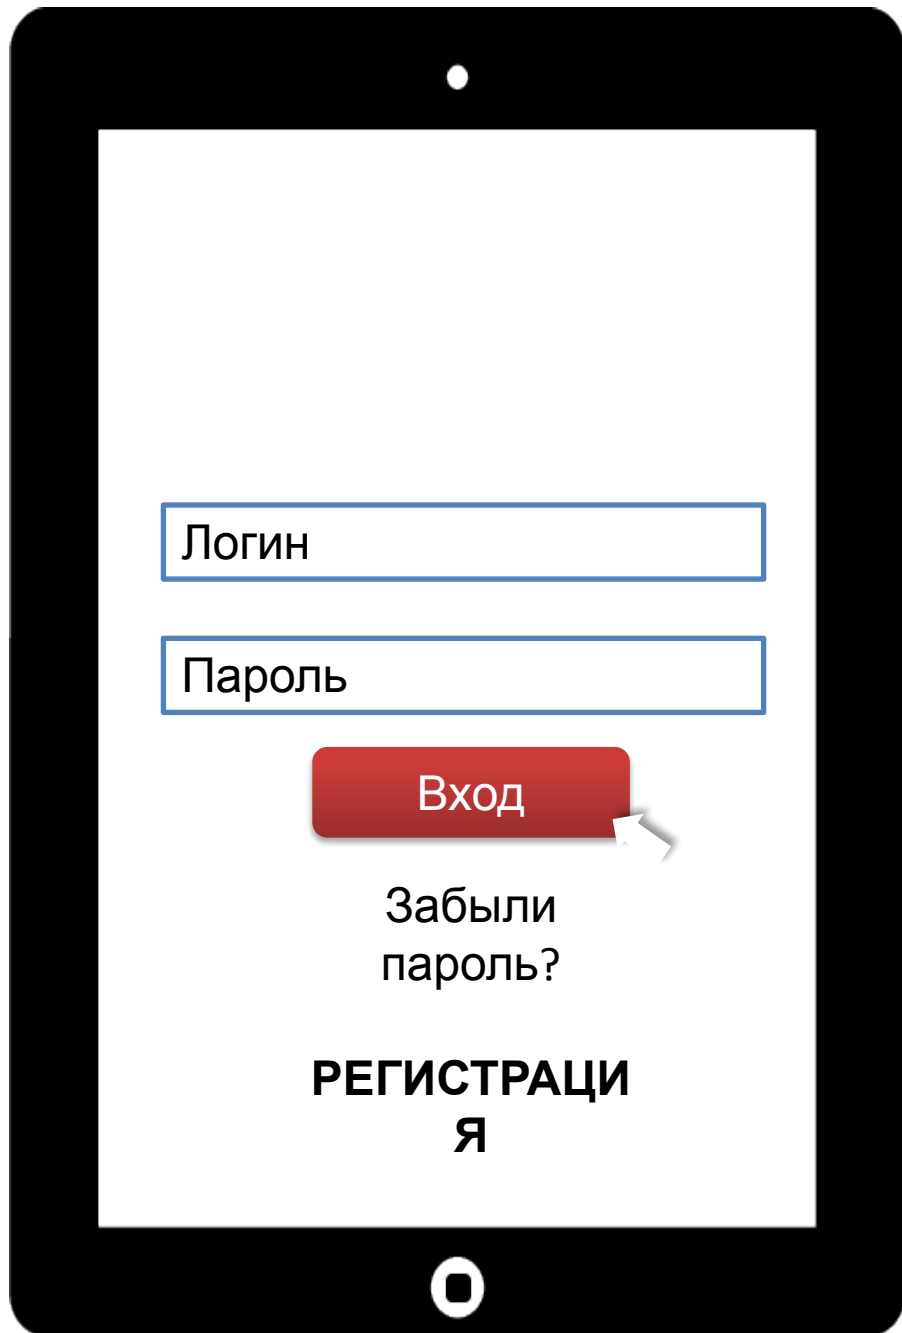 Логин
Пароль
Вход
Забыли
пароль?
РЕГИСТРАЦИ
Я